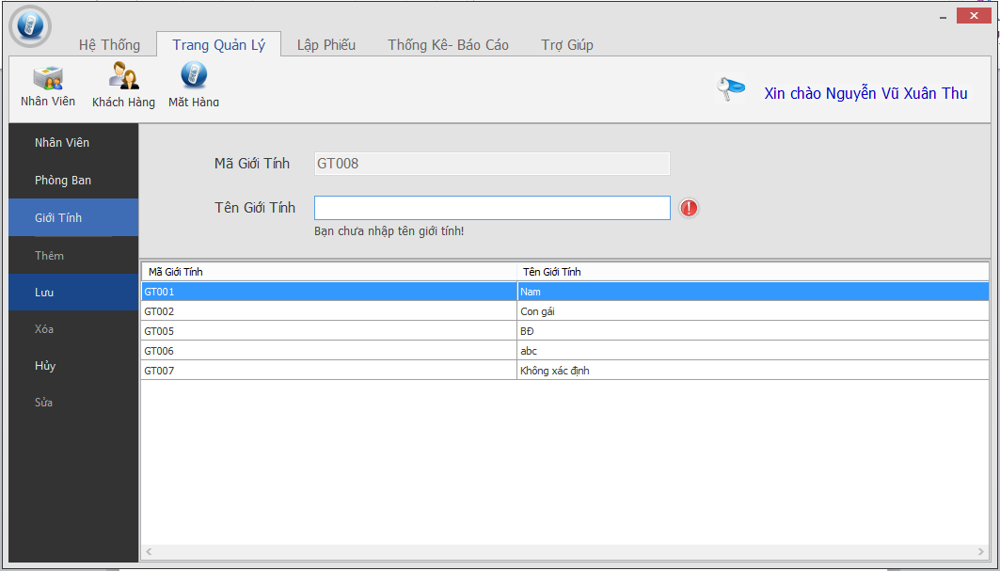 Hệ Thống Trang Quản Lý Lập Phiếu Thống Kê- Báo Cáo Trợ Giúp
Nhân Viên Khách Hàng Mặt Hàng
Xin chào Nguyễn Vũ Xuân Thu
Nhân Viên
Phòng Ban
Giới Tính
Thêm
Lưu
Xóa
Hủy
Sửa
Mã Giới Tính GT008
Tên Giới Tính
Bạn chưa nhập tên giới tính!
Mã Giới Tính Tên Giới Tính
GT001 Nam
GT002 Con gái
GT005 BĐ
GT006 abc
GT007 Không xác định